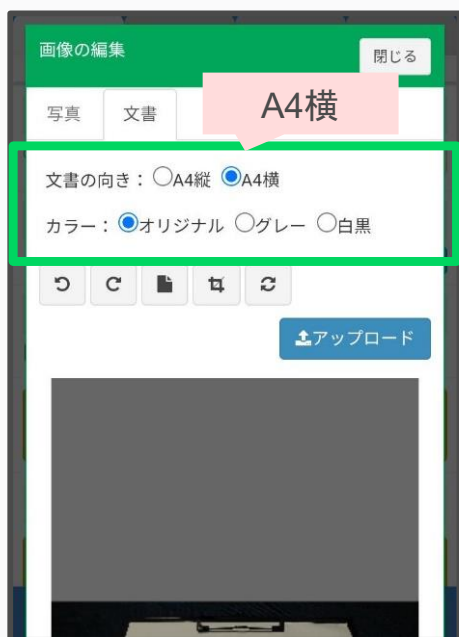 画像の編集
閉じる
写真
文書
A4横
文書の向き：
A4縦
A4横
カラー：
オリジナル
グレー
白黒
アップロード